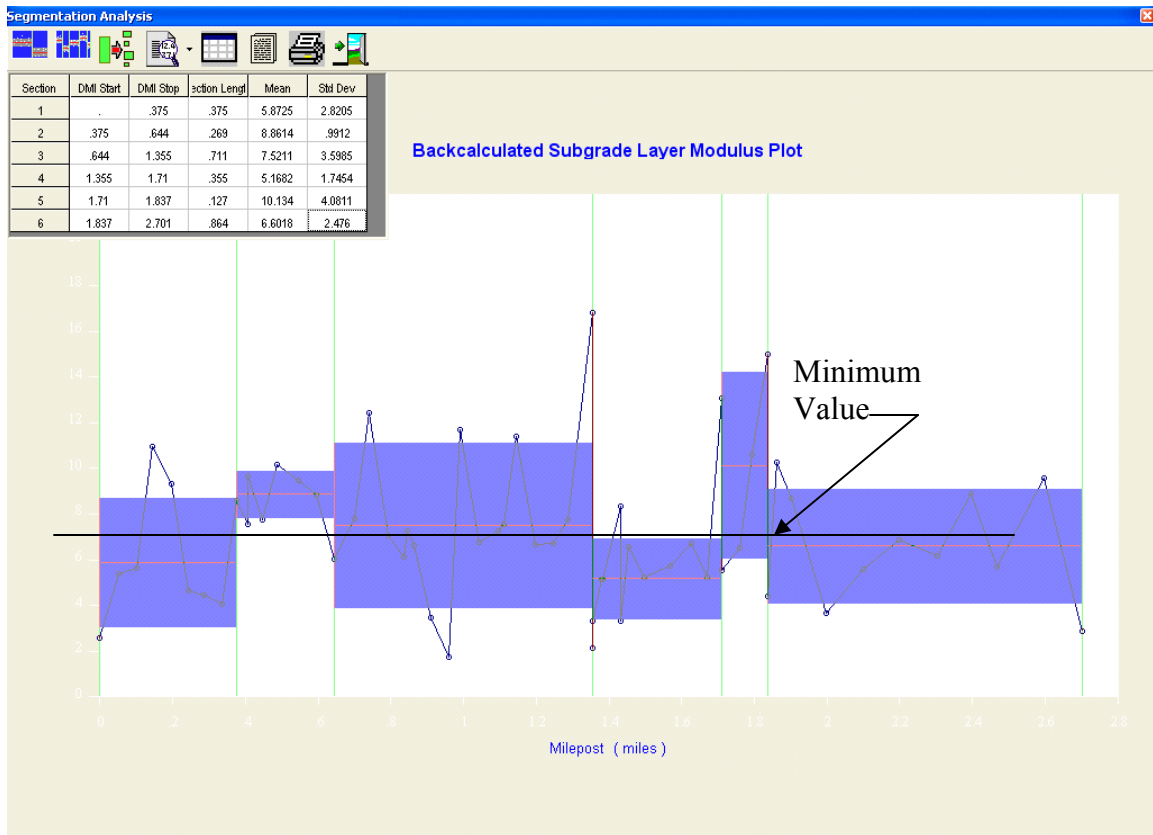 Segmentation Analysis
Section DMI Start DMI Stop ection Lengt Mean Std Dev
1 . .375 .375 5.8725 2.8205
2 .375 .644 .269 8.8614 .9912
3 .644 1.355 .711 7.5211 3.5985
4 1.355 1.71 .355 5.1682 1.7454
5 1.71 1.837 .127 10.134 4.0811
6 1.837 2.701 .864 6.6018 2.476
Backcalculated Subgrade Layer Modulus Plot
18
16
14
12
10
8
6
4
2
0
Minimum
Value
0 .2 .4 .6 .8 1 1.2 1.4 1.6 1.8 2 2.2 2.4 2.6 2.8
Milepost ( miles )